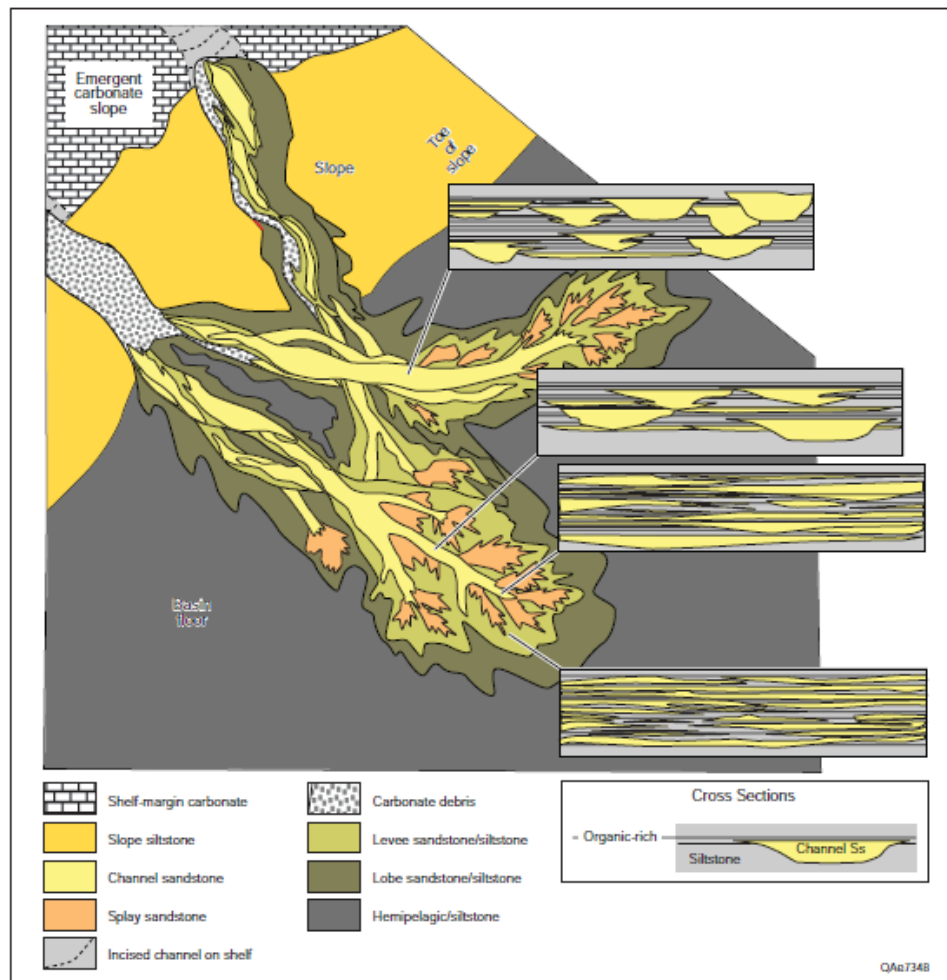 Emergent
carbonate
slope
Slope
Toe
of
slope
Basin
floor
Shelf-margin carbonate
Slope siltstone
Channel sandstone
Splay sandstone
Incised channel on shelf
Carbonate debris
Levee sandstone/siltstone
Lobe sandstone/siltstone
Hemipelagic/siltstone
Cross Sections
Organic-rich
Channel Ss
Siltstone
QAe7348